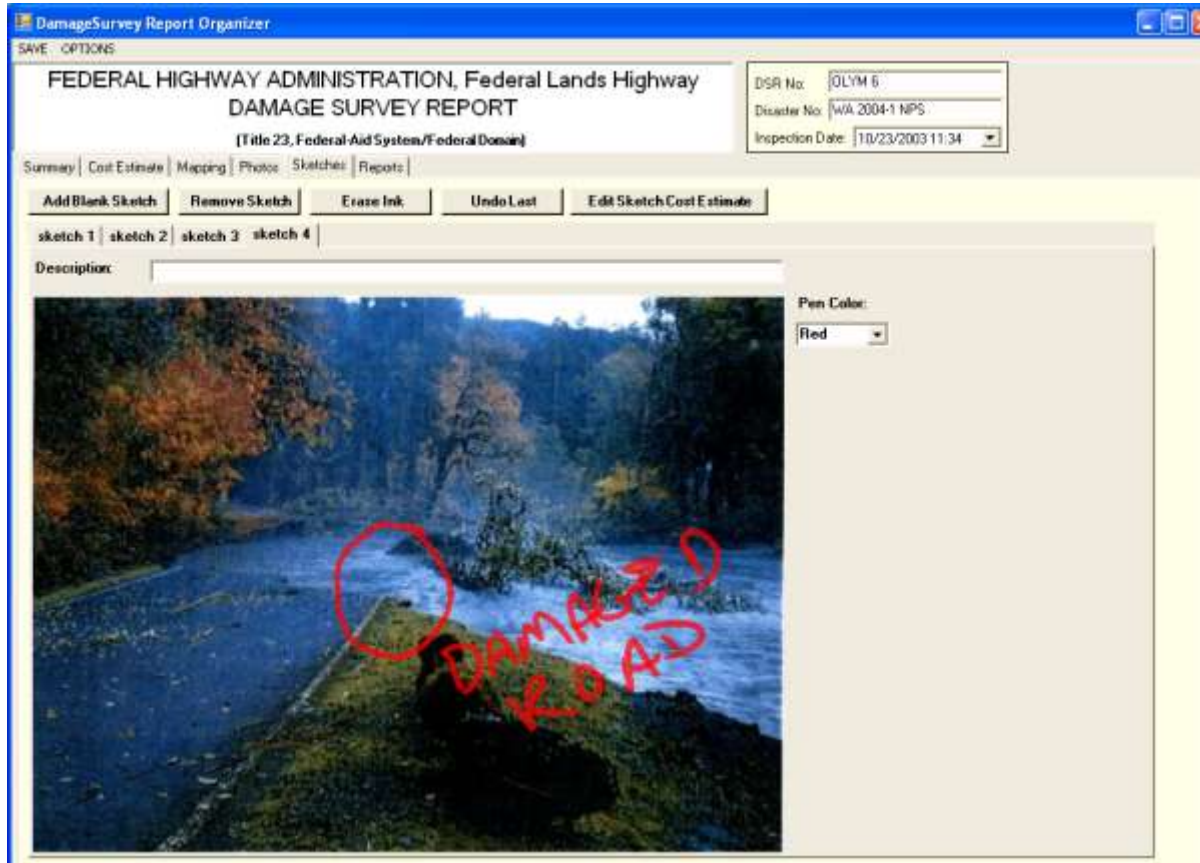 DamageSurvey Report Organizer
SAVE OPTIONS
FEDERAL HIGHWAY ADMINISTRATION, Federal Lands Highway
DAMAGE SURVEY REPORT
(Title 23, Federal-Aid System/Federal Domain)
DSR No: OLYM 6
Disaster No: WA 2004-1 NPS
Inspection Date: 10/23/2003 11:34
Summary Cost Estimate Mapping Photos Sketches Reports
Add Blank Sketch Remove Sketch Erase Ink Undo Last Edit Sketch Cost Estimate
sketch 1 sketch 2 sketch 3 sketch 4
Description:
Pen Color:
Red
DAMAGED
ROAD